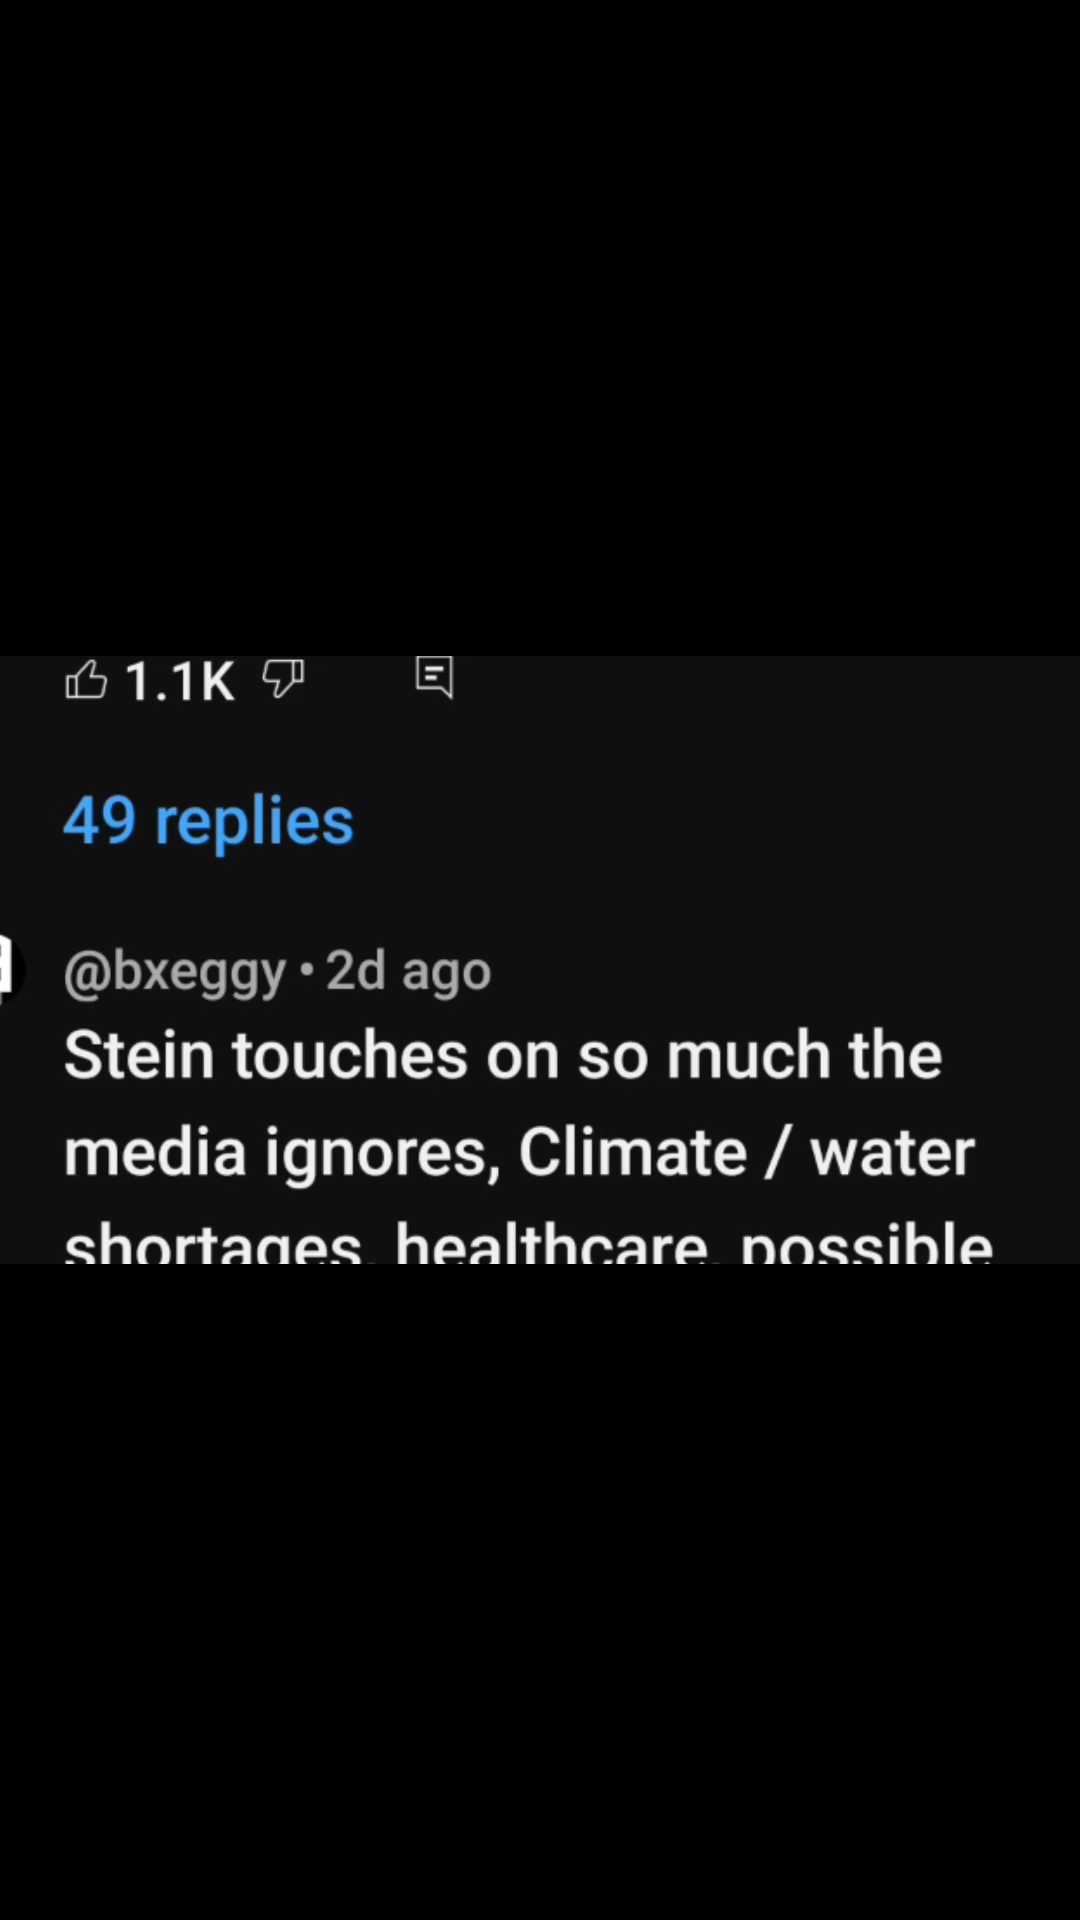 1.1K
49 replies
@bxeggy • 2d ago
Stein touches on so much the
media ignores, Climate / water
shortages, healthcare, possible